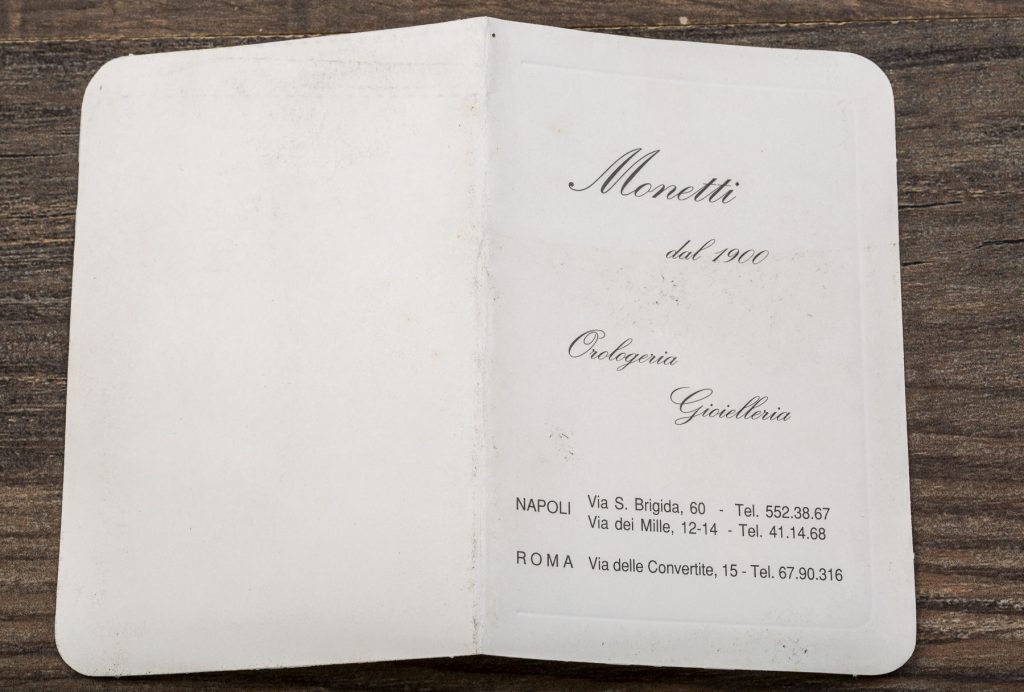 Monetti
dal 1900
Orologeria
Gioielleria
NAPOLI Via S. Brigida, 60 - Tel. 552.38.67
Via dei Mille, 12-14 - Tel. 41.14.68
ROMA Via delle Convertite, 15 - Tel. 67.90.316